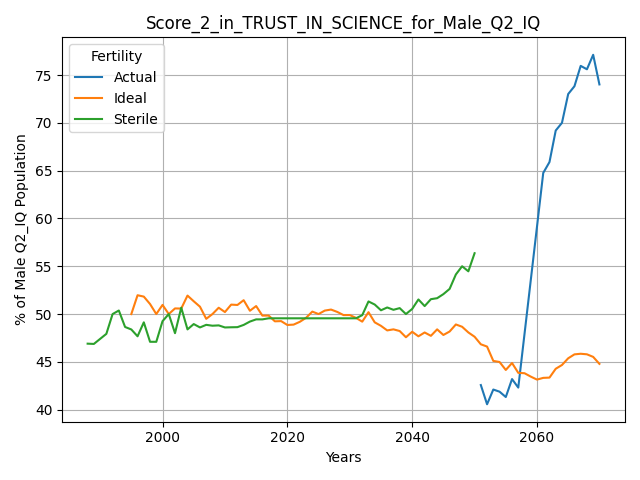 Score_2_in_TRUST_IN_SCIENCE_for_Male_Q2_IQ
Fertility
Actual
Ideal
Sterile
% of Male Q2_IQ Population
75
70
65
60
55
50
45
40
2000
2020
2040
2060
Years